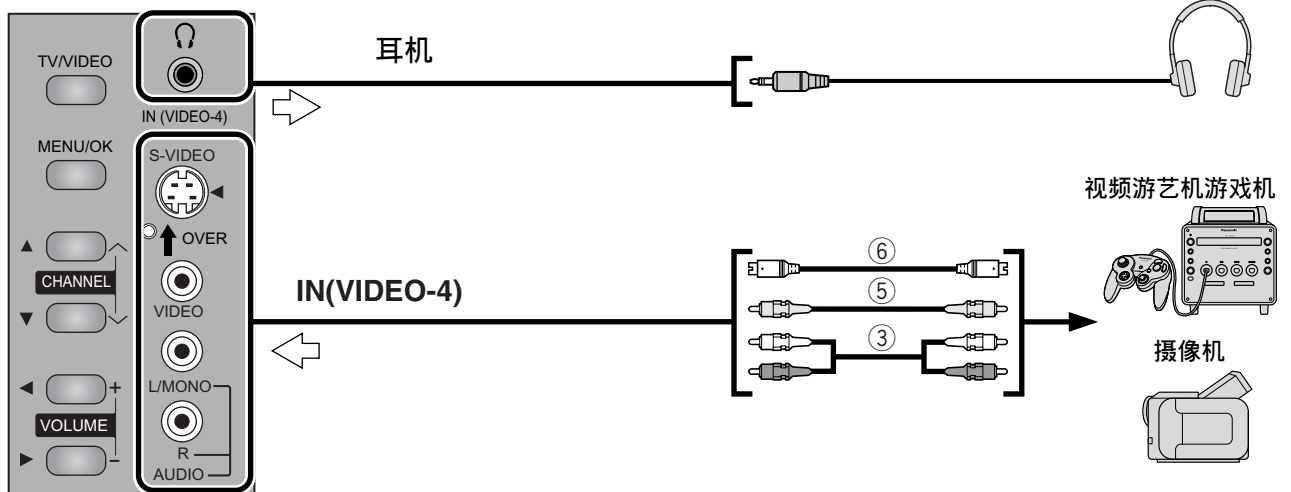 TV/VIDEO
耳机
IN (VIDEO-4)
MENU/OK
S-VIDEO
OVER
CHANNEL
VIDEO
IN(VIDEO-4)
L/MONO
+
VOLUME
R
-
AUDIO
⑥
⑤
③
视频游艺机游戏机
Panasonic
摄像机